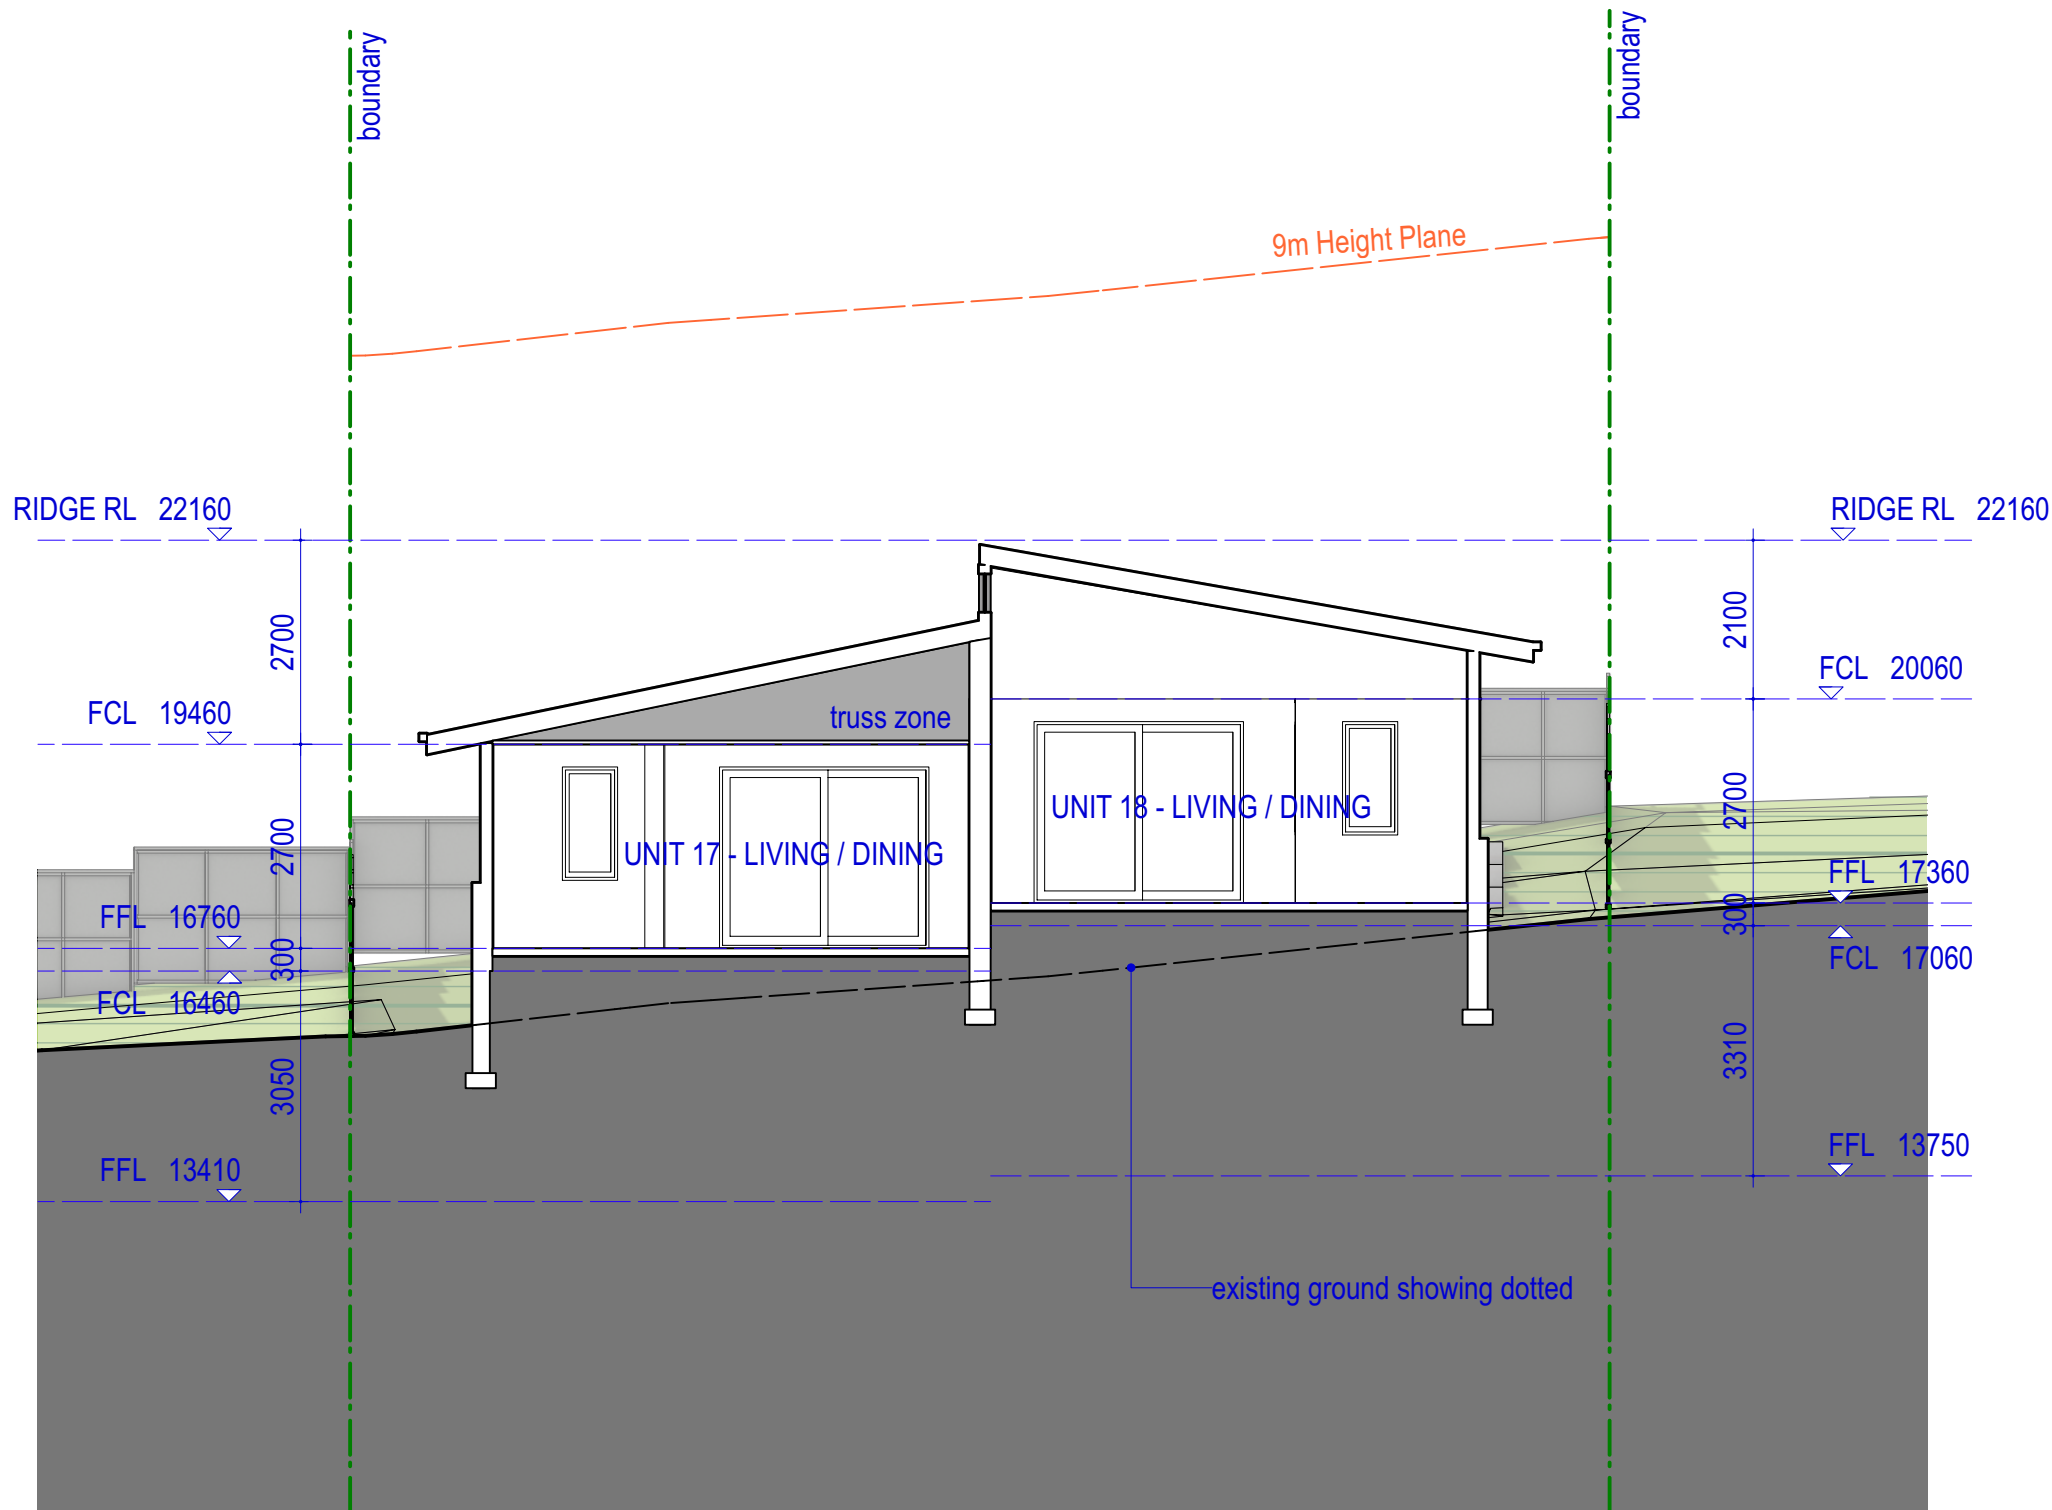 boundary
boundary
9m Height Plane
RIDGE RL 22160
RIDGE RL 22160
2700
2100
FCL 20060
FCL 19460
truss zone
2700
2700
UNIT 17 - LIVING / DINING
UNIT 18 - LIVING / DINING
FFL 17360
FFL 16760
300
300
FCL 17060
FCL 16460
3050
3310
FFL 13410
FFL 13750
existing ground showing dotted